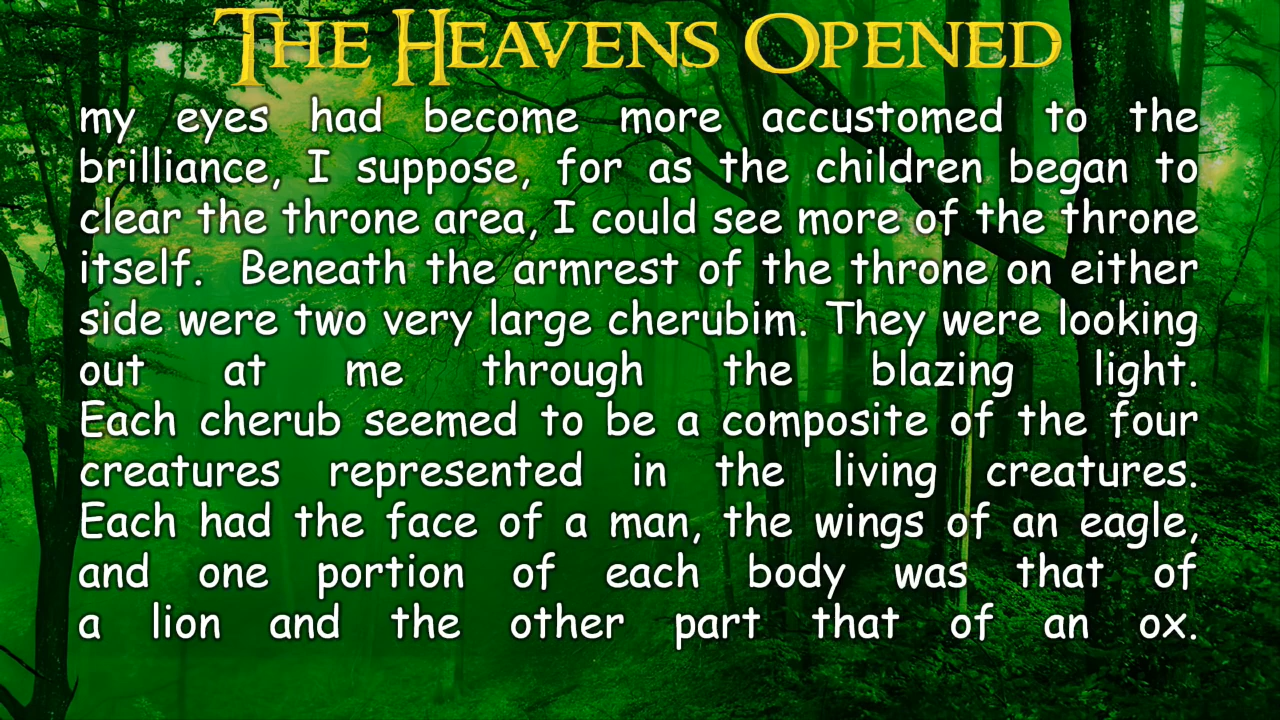 The Heavens Opened
my eyes had become more accustomed to the
brilliance, I suppose, for as the children began to
clear the throne area, I could see more of the throne
itself.  Beneath the armrest of the throne on either
side were two very large cherubim. They were looking
out at me through the blazing light.
Each cherub seemed to be a composite of the four
creatures represented in the living creatures.
Each had the face of a man, the wings of an eagle,
and one portion of each body was that of
a lion and the other part that of an ox.